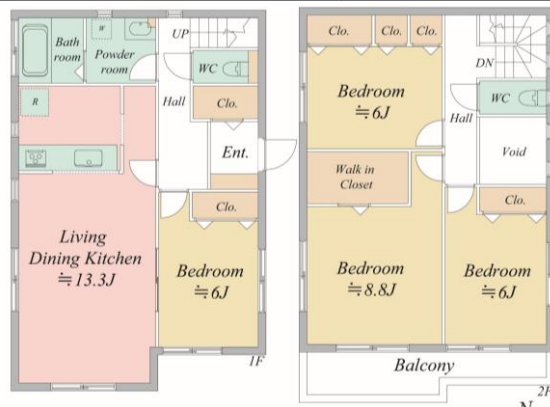 Bath
room
W
Powder
room
UP
WC
R
Hall
Clo.
Ent.
Clo.
Living
Dining Kitchen
≒13.3J
Bedroom
≒6J
1F
Clo.
Clo.
Clo.
DN
Bedroom
≒6J
WC
Hall
Void
Walk in
Closet
Clo.
Bedroom
≒8.8J
Bedroom
≒6J
Balcony
2F
N